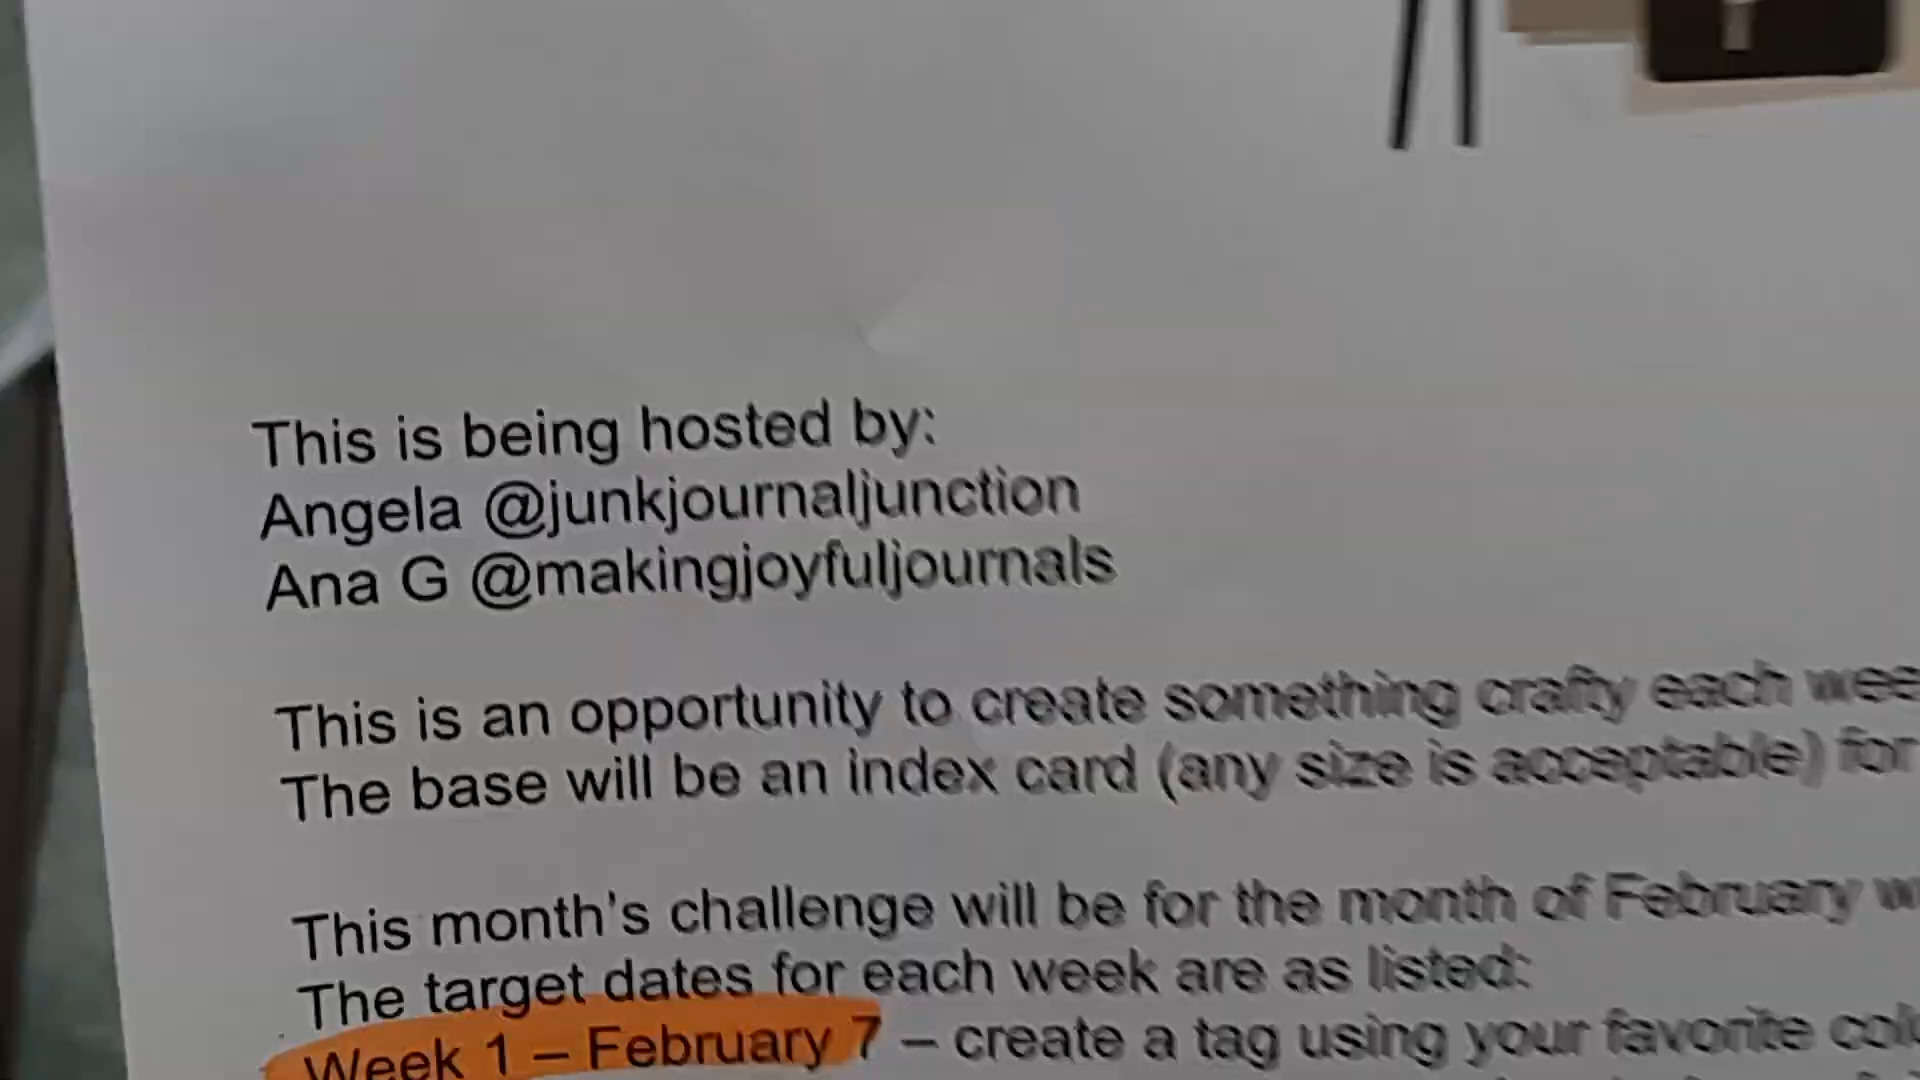 This is being hosted by:
Angela @junkjournaljunction
Ana G @makingjoyfuljournals
This is an opportunity to create something crafty each
The base will be an index card (any size is acceptable) for
This month's challenge will be for the month of February
The target dates for each week are as listed:
Week 1 – February 7 – create a tag using your favorite